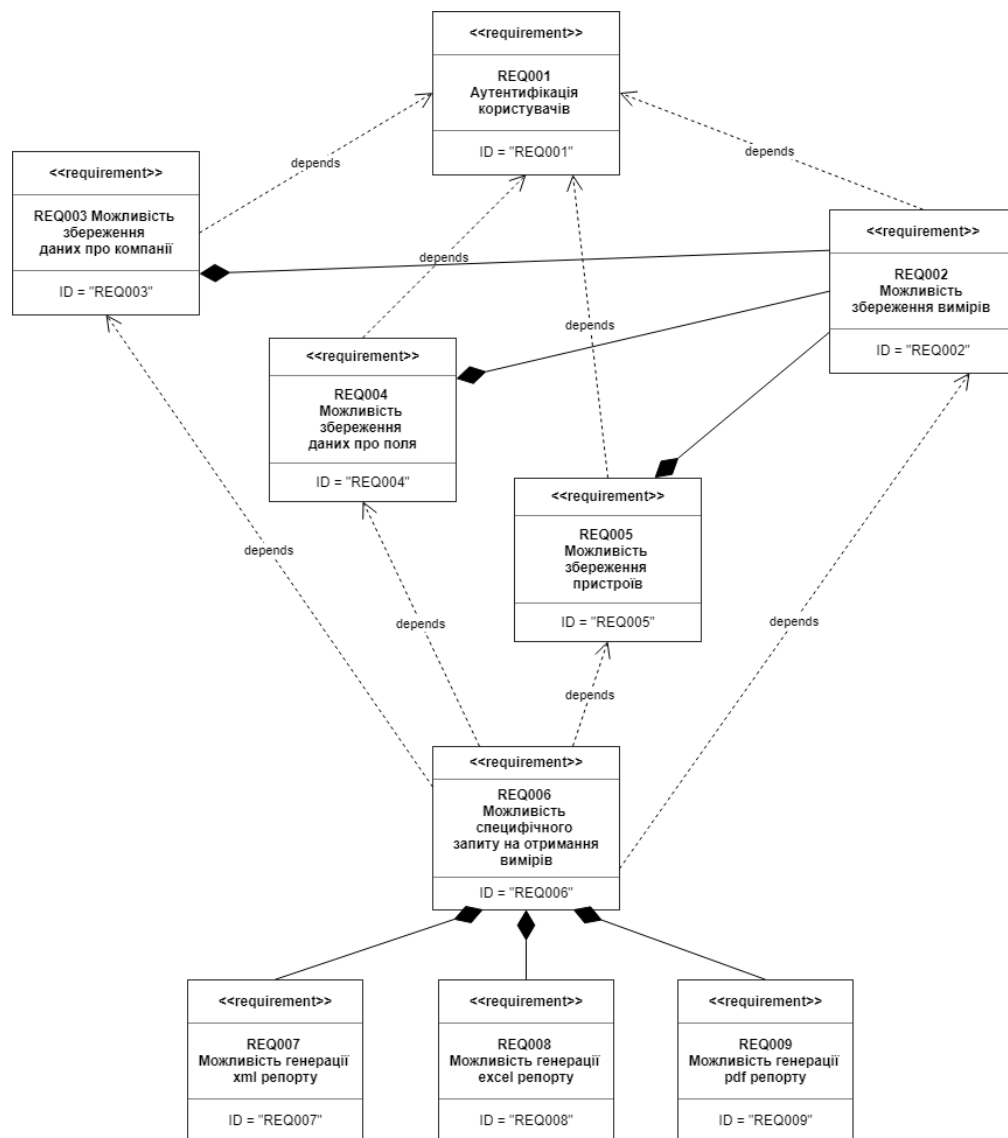 <<requirement>>
REQ001
Аутентифікація
користувачів
ID = "REQ001"
depends
depends
<<requirement>>
REQ003 Можливість
збереження
даних про компанії
ID = "REQ003"
<<requirement>>
REQ002
Можливість
збереження вимірів
ID = "REQ002"
depends
depends
<<requirement>>
REQ004
Можливість
збереження
даних про поля
ID = "REQ004"
<<requirement>>
REQ005
Можливість
збереження
пристроїв
ID = "REQ005"
depends
depends
depends
depends
<<requirement>>
REQ006
Можливість
специфічного
запиту на отримання
вимірів
ID = "REQ006"
<<requirement>>
REQ007
Можливість генерації
xml репорту
ID = "REQ007"
<<requirement>>
REQ008
Можливість генерації
excel репорту
ID = "REQ008"
<<requirement>>
REQ009
Можливість генерації
pdf репорту
ID = "REQ009"